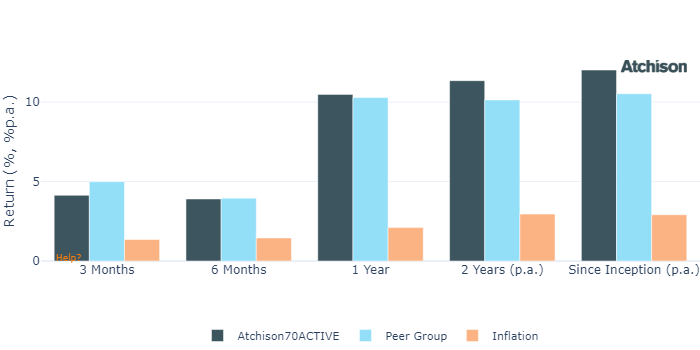 Atchison
Return (%, %p.a.)
10
5
0
Help?
3 Months
6 Months
1 Year
2 Years (p.a.)
Since Inception (p.a.)
Atchison70ACTIVE
Peer Group
Inflation